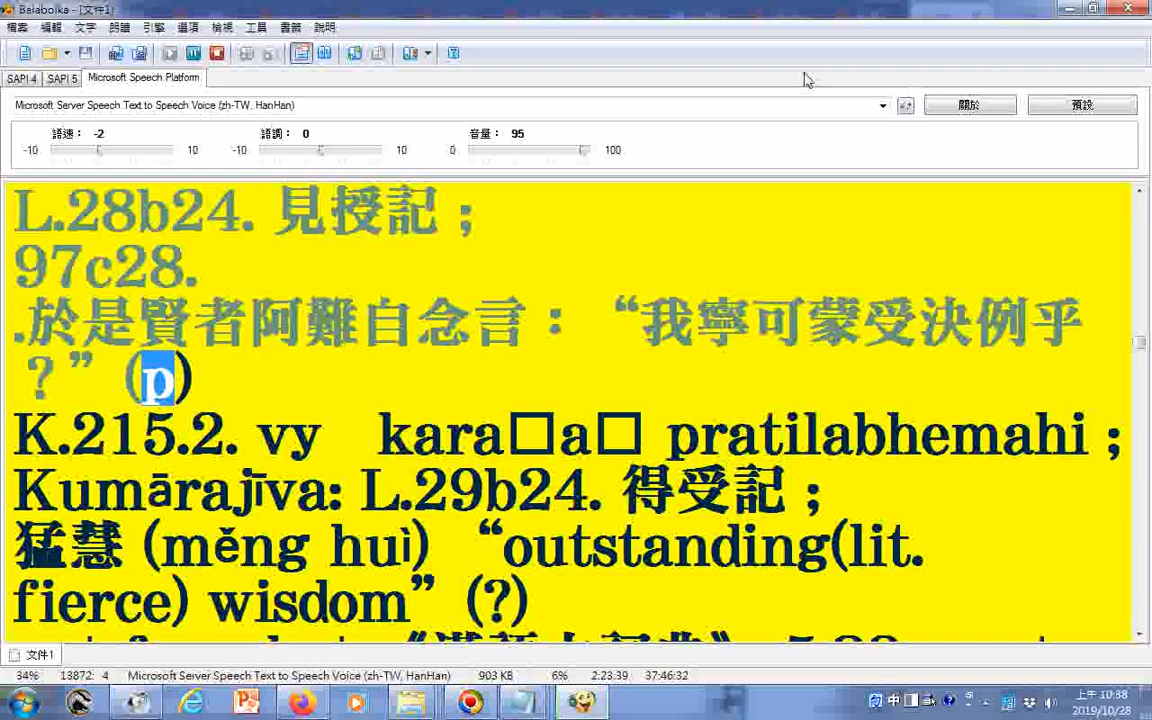 Balabolka - [文件1]
檔案 編輯 文字 朗讀 引擎 選項 檢視 工具 書籤 說明
SAPI 4 SAPI 5 Microsoft Speech Platform
Microsoft Server Speech Text to Speech Voice (zh-TW, HanHan) 關於 預設
語速： -2 語調： 0 音量： 95
-10 10 -10 10 0 100
L.28b24. 見授記；
97c28.
.於是賢者阿難自念言：“我寧可蒙受決例乎
？”(p)
K.215.2. vy kara□a□ pratilabhemahi；
Kumārajīva: L.29b24. 得受記；
猛慧 (měng huì) “outstanding(lit.
fierce) wisdom”(?)
文件1
34% 13872: 4 Microsoft Server Speech Text to Speech Voice (zh-TW, HanHan) 903 KB 6% 2:23:39 37:46:32
中 上午 10:38
2019/10/28